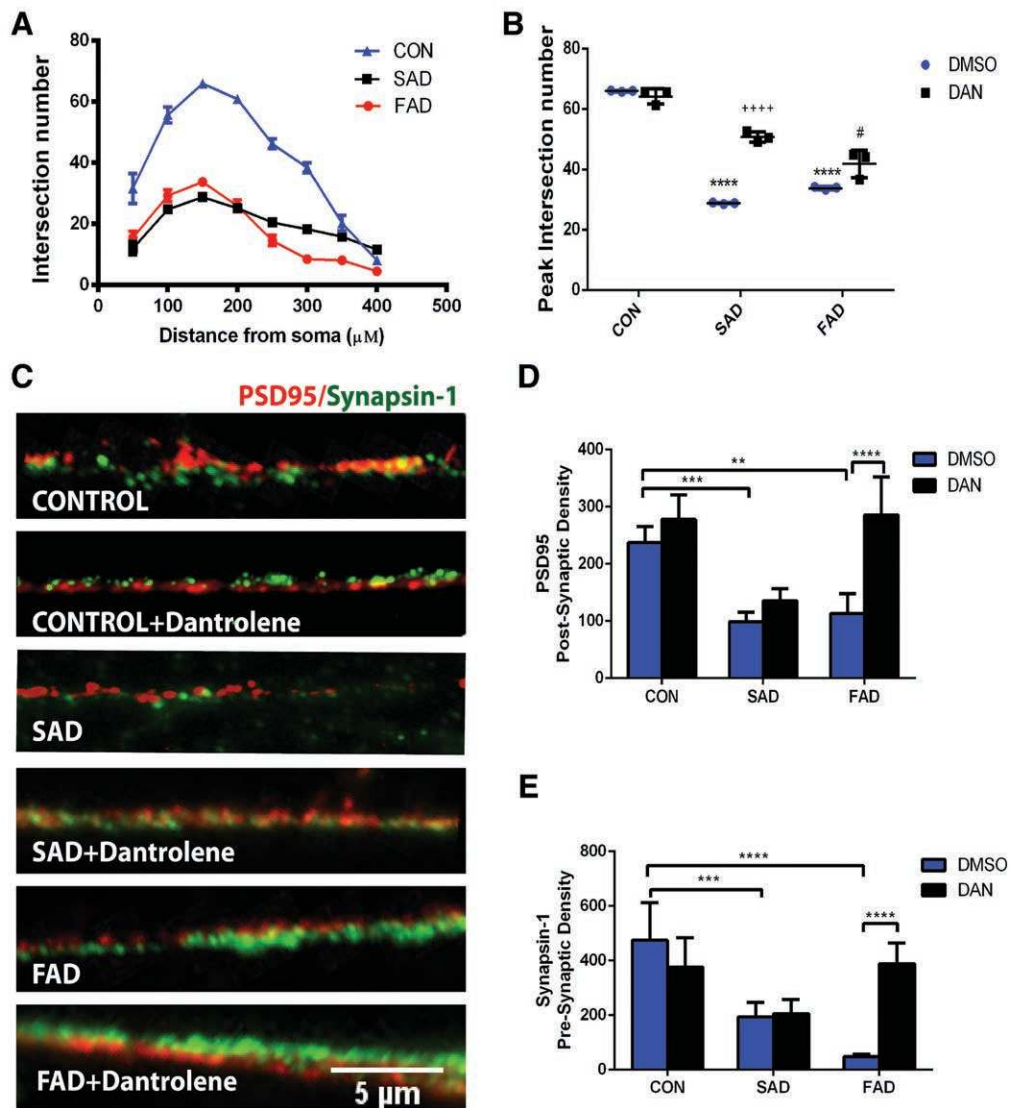 A
Intersection number
80
60
40
20
0
0
100
200
300
400
500
Distance from soma (µM)
CON
SAD
FAD
B
Peak Intersection number
80
60
40
20
0
++++
#
****
****
CON
SAD
FAD
DMSO
DAN
C
PSD95/Synapsin-1
CONTROL
CONTROL+Dantrolene
SAD
SAD+Dantrolene
FAD
FAD+Dantrolene
5 µm
D
PSD95
Post-Synaptic Density
400
300
200
100
0
**
***
****
CON
SAD
FAD
DMSO
DAN
E
Synapsin-1
Pre-Synaptic Density
800
600
400
200
0
****
***
****
CON
SAD
FAD
DMSO
DAN